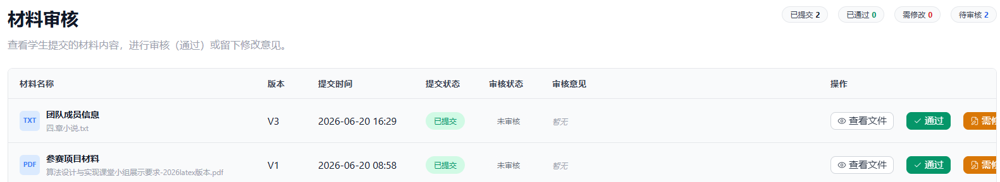 材料审核
已提交 2 已通过 0 需修改 0 待审核 2
查看学生提交的材料内容，进行审核（通过）或留下修改意见。
材料名称 版本 提交时间 提交状态 审核状态 审核意见 操作
TXT 团队成员信息 V3 2026-06-20 16:29 已提交 未审核 暂无 查看文件 通过 需修
四.章小说.txt
PDF 参赛项目材料 V1 2026-06-20 08:58 已提交 未审核 暂无 查看文件 通过 需修
算法设计与实现课堂小组展示要求-2026latex版本.pdf